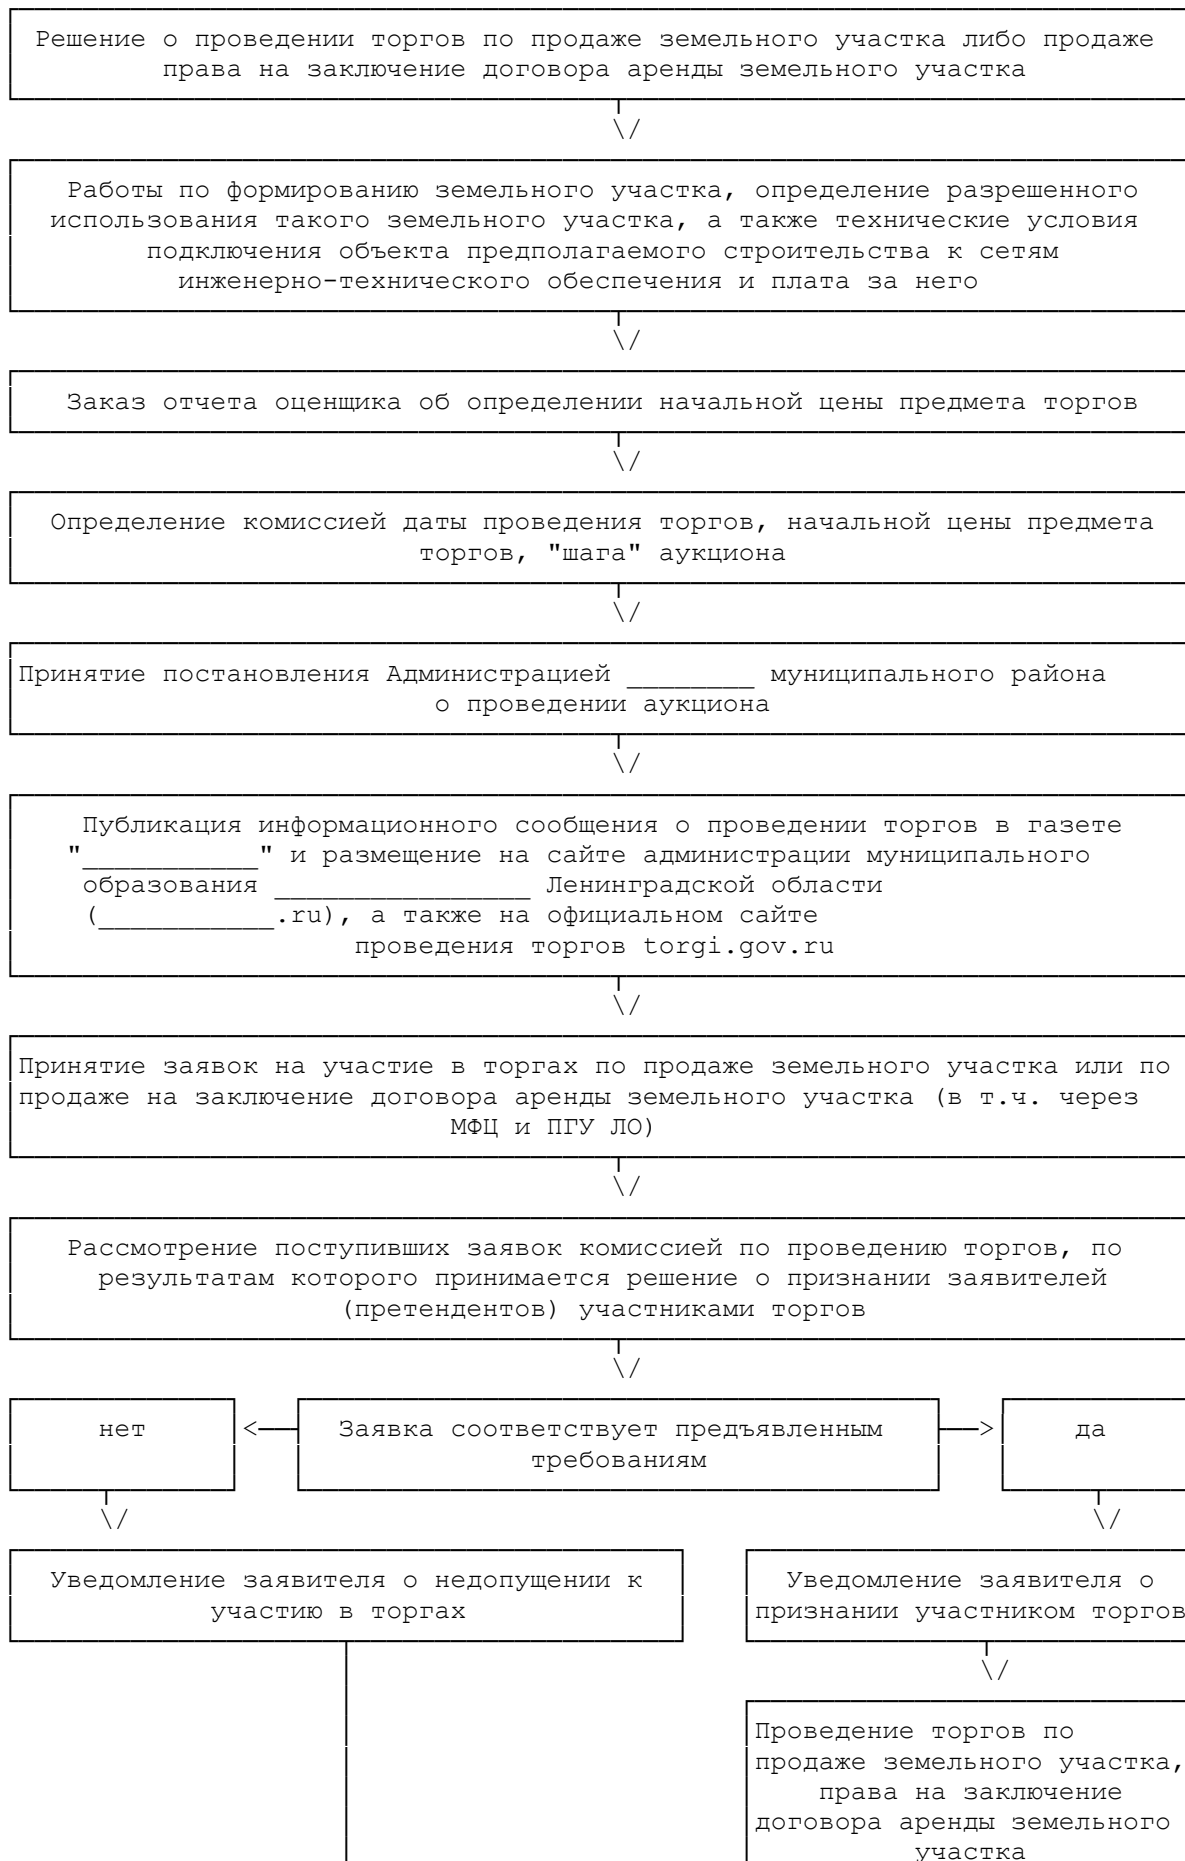 Решение о проведении торгов по продаже земельного участка либо продаже
права на заключение договора аренды земельного участка
Работы по формированию земельного участка, определение разрешенного
использования такого земельного участка, а также технические условия
подключения объекта предполагаемого строительства к сетям
инженерно-технического обеспечения и плата за него
Заказ отчета оценщика об определении начальной цены предмета торгов
Определение комиссией даты проведения торгов, начальной цены предмета
торгов, "шага" аукциона
Принятие постановления Администрацией ________ муниципального района
о проведении аукциона
Публикация информационного сообщения о проведении торгов в газете
"___________" и размещение на сайте администрации муниципального
образования ________________ Ленинградской области
(___________.ru), а также на официальном сайте
проведения торгов torgi.gov.ru
Принятие заявок на участие в торгах по продаже земельного участка или по
продаже на заключение договора аренды земельного участка (в т.ч. через
МФЦ и ПГУ ЛО)
Рассмотрение поступивших заявок комиссией по проведению торгов, по
результатам которого принимается решение о признании заявителей
(претендентов) участниками торгов
нет
Заявка соответствует предъявленным
требованиям
да
Уведомление заявителя о недопущении к
участию в торгах
Уведомление заявителя о
признании участником торгов
Проведение торгов по
продаже земельного участка,
права на заключение
договора аренды земельного
участка